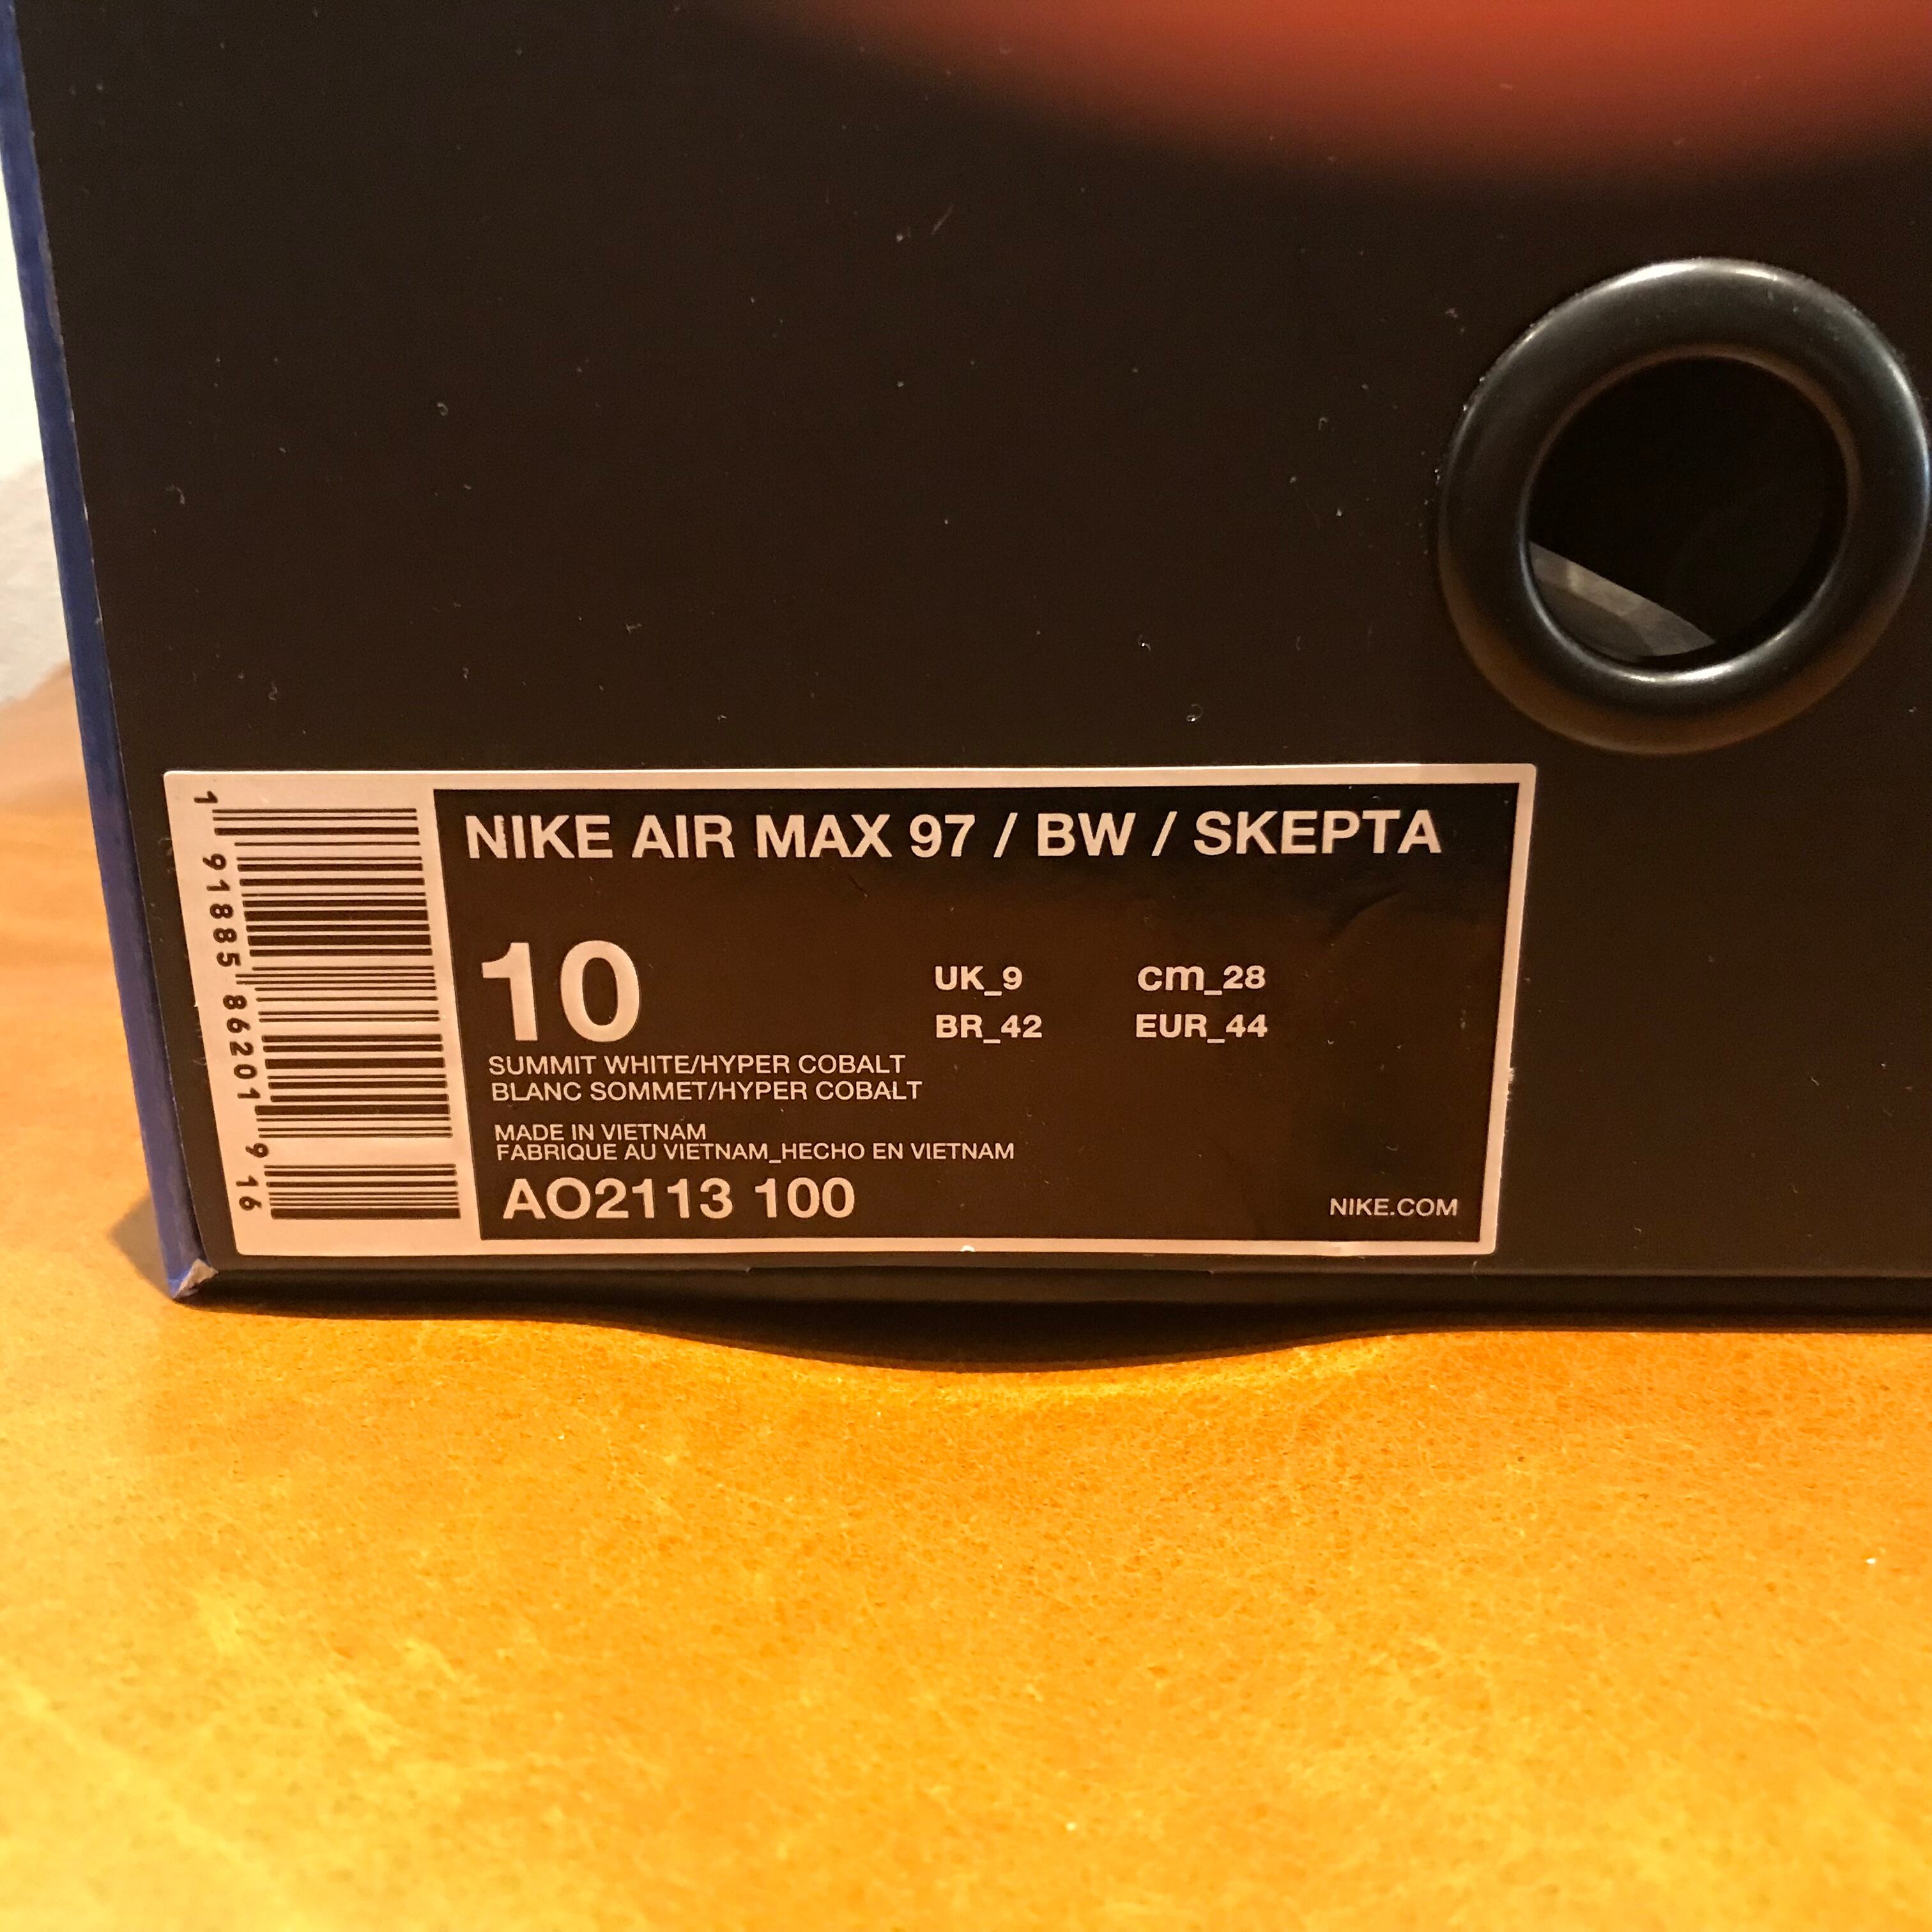 NIKE AIR MAX 97 / BW / SKEPTA
10
UK_9 cm_28
BR_42 EUR_44
SUMMIT WHITE/HYPER COBALT
BLANC SOMMET/HYPER COBALT
MADE IN VIETNAM
FABRIQUE AU VIETNAM_HECHO EN VIETNAM
AO2113 100
NIKE.COM
1 91885 86201 9 16